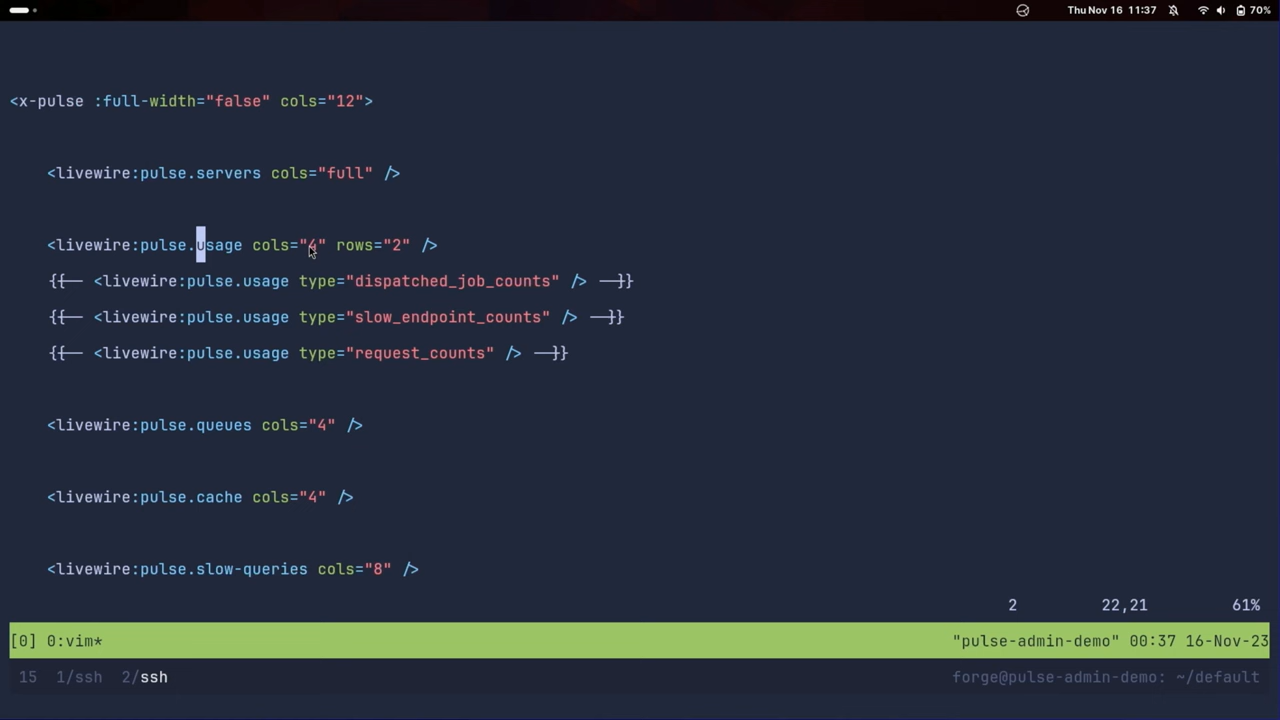 Thu Nov 16 11:37 70%
<x-pulse :full-width="false" cols="12">
<livewire:pulse.servers cols="full" />
<livewire:pulse.usage cols="4" rows="2" />
{{-- <livewire:pulse.usage type="dispatched_job_counts" /> --}}
{{-- <livewire:pulse.usage type="slow_endpoint_counts" /> --}}
{{-- <livewire:pulse.usage type="request_counts" /> --}}
<livewire:pulse.queues cols="4" />
<livewire:pulse.cache cols="4" />
<livewire:pulse.slow-queries cols="8" />
2 22,21 61%
[0] 0:vim* "pulse-admin-demo" 00:37 16-Nov-23
15 1/ssh 2/ssh forge@pulse-admin-demo: ~/default